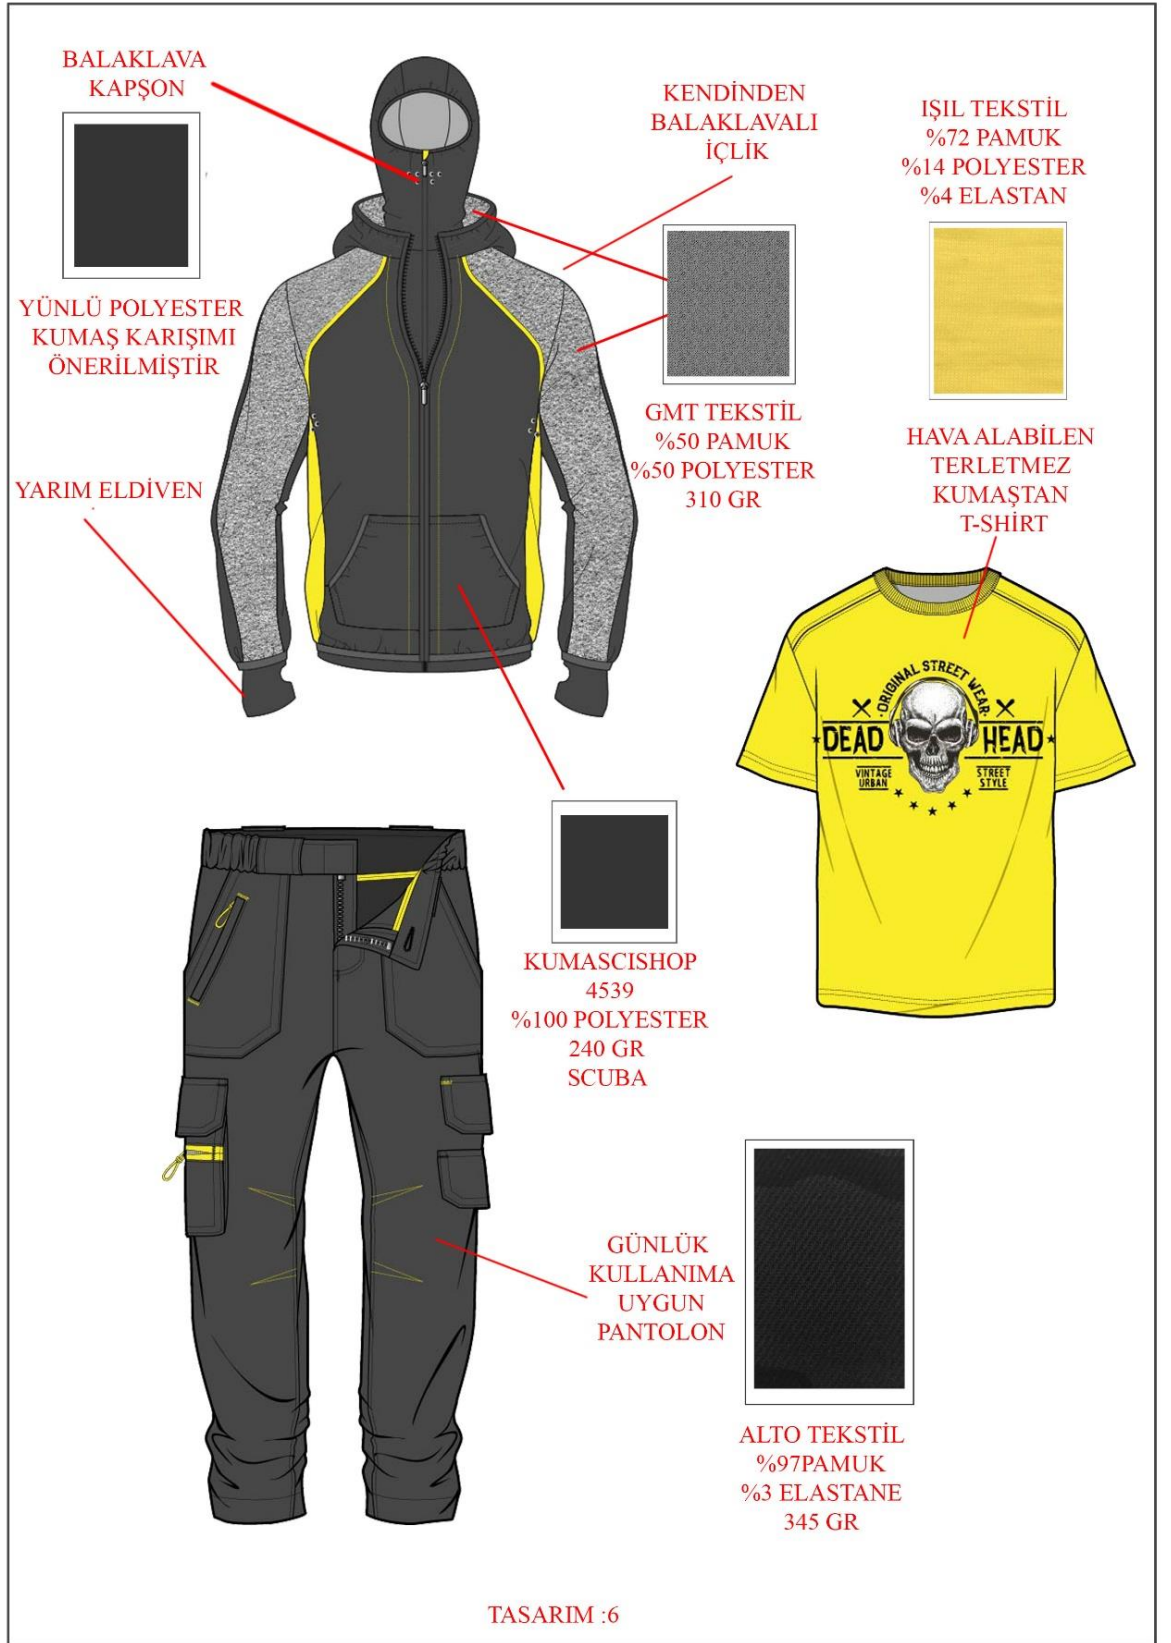 BALAKLAVA
KAPŞON
YÜNLÜ POLYESTER
KUMAŞ KARIŞIMI
ÖNERİLMİŞTİR
YARIM ELDİVEN
KENDİNDEN
BALAKLAVALI
İÇLİK
GMT TEKSTİL
%50 PAMUK
%50 POLYESTER
310 GR
IŞIL TEKSTİL
%72 PAMUK
%14 POLYESTER
%4 ELASTAN
HAVA ALABİLEN
TERLETMEZ
KUMAŞTAN
T-SHIRT
· ORIGINAL STREET WEAR ·
DEAD HEAD
VINTAGE
URBAN
STREET
STYLE
KUMASCISHOP
4539
%100 POLYESTER
240 GR
SCUBA
GÜNLÜK
KULLANIMA
UYGUN
PANTOLON
ALTO TEKSTİL
%97PAMUK
%3 ELASTANE
345 GR
TASARIM :6